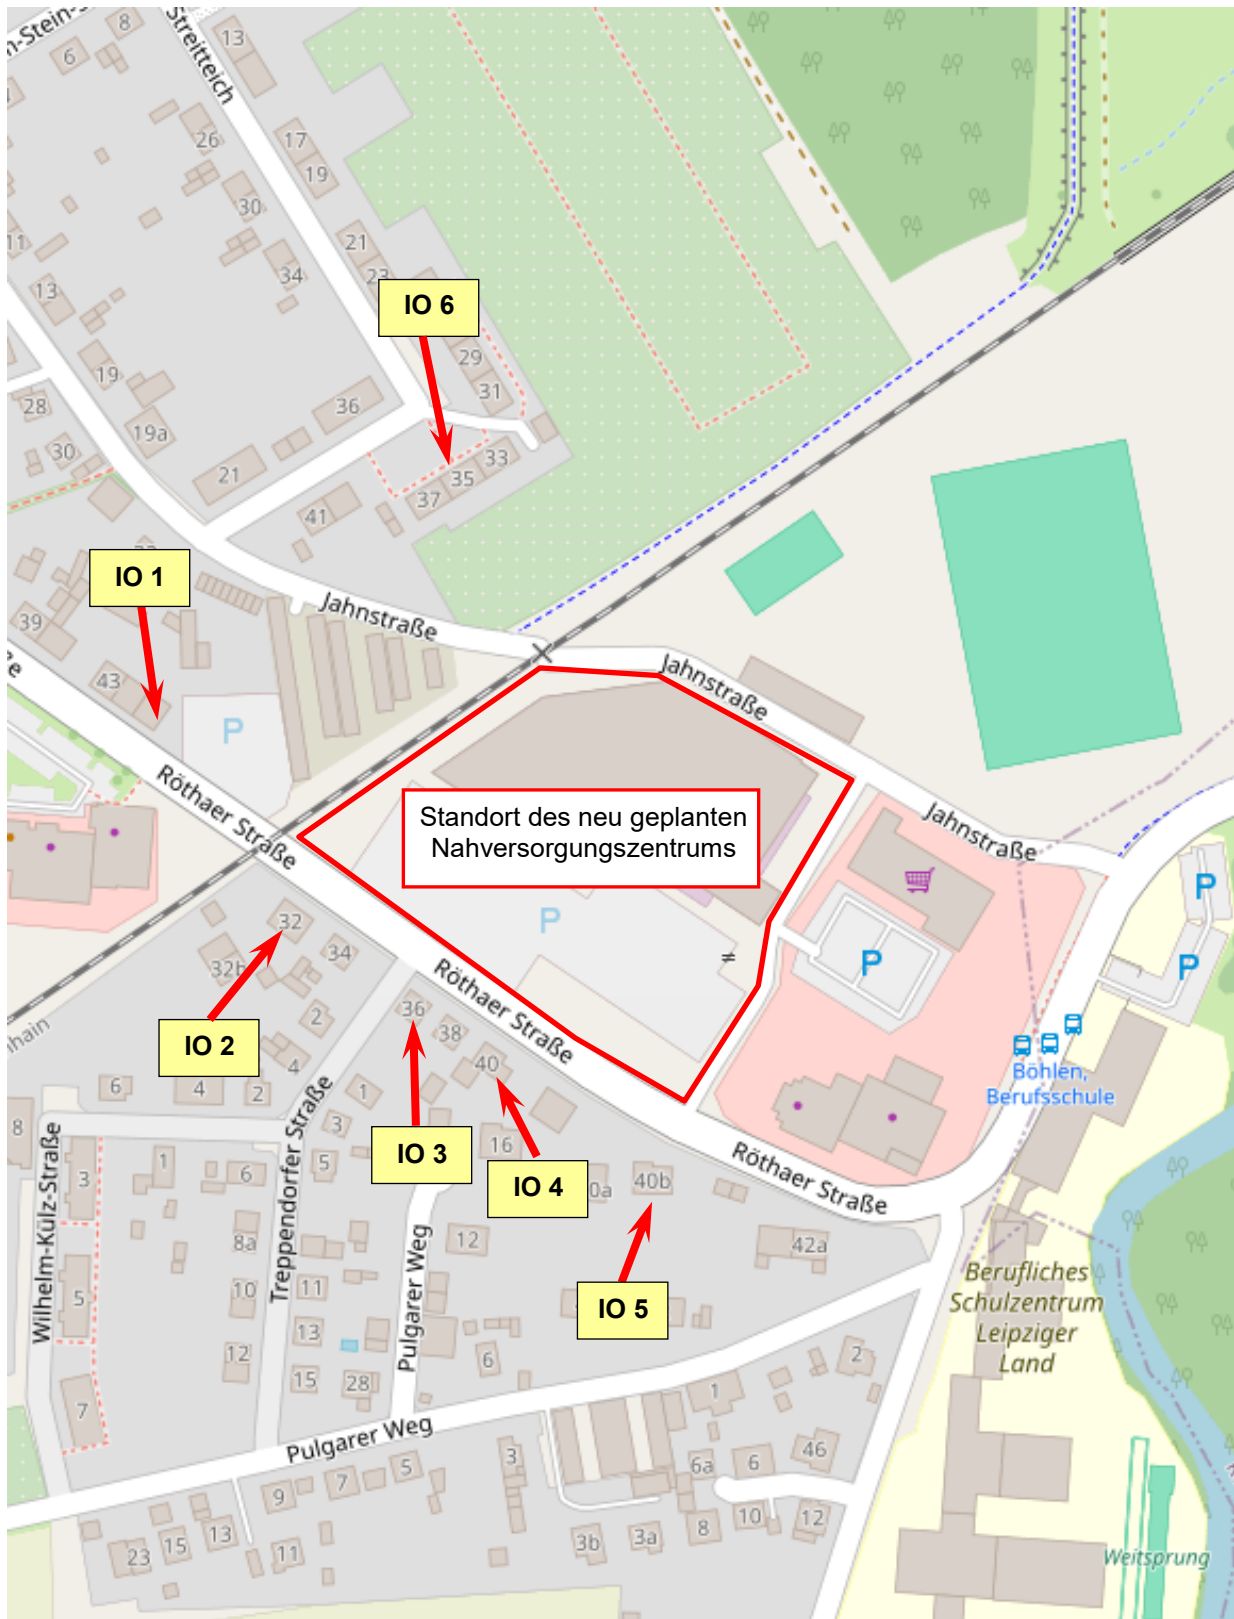 n-Stein-S
8
6
Streitteich
13
26
17
19
30
11
34
21
23
13
IO 6
29
19
31
28
36
19a
30
33
35
21
37
41
IO 1
Jahnstraße
39
ße
43
Jahnstraße
P
Röthaer Straße
Standort des neu geplanten
Nahversorgungszentrums
Jahnstraße
P
P
P
P
32
34
32b
≠
Röthaer Straße
36
38
2
IO 2
nhain
40
4
Böhlen,
Berufsschule
6
4
2
1
3
8
16
IO 3
Röthaer Straße
Wilhelm-Külz-Straße
Treppendorfer Straße
3
1
6
5
IO 4
0a
40b
8a
12
42a
Pulgarer Weg
Berufliches
Schulzentrum
Leipziger
Land
5
10
11
IO 5
13
12
6
2
15
28
7
1
Pulgarer Weg
3
5
46
6a
6
9
7
10
12
8
13
15
23
11
3b
3a
Weitsprung